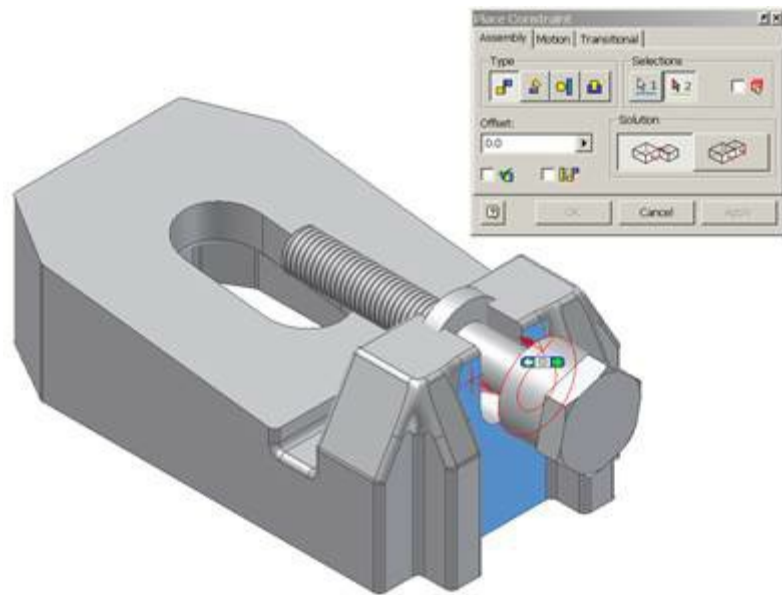 Place Constraint
Assembly Motion Transitional
Type
Selections
1 2
Offset:
Solution
0.0
OK Cancel Apply